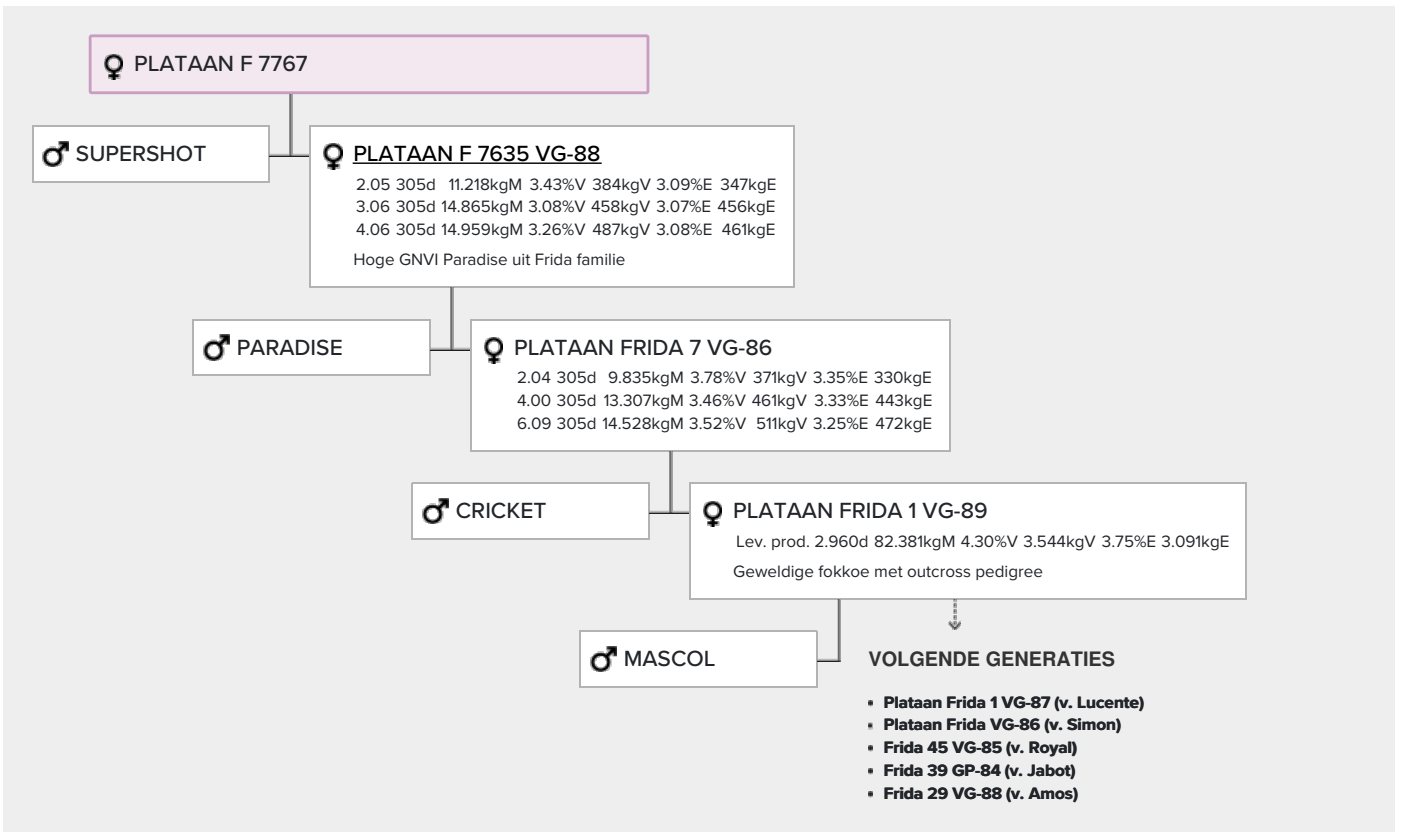 PLATAAN F 7767
SUPERSHOT
PLATAAN F 7635 VG-88
2.05 305d 11.218kgM 3.43%V 384kgV 3.09%E 347kgE
3.06 305d 14.865kgM 3.08%V 458kgV 3.07%E 456kgE
4.06 305d 14.959kgM 3.26%V 487kgV 3.08%E 461kgE
Hoge GNVI Paradise uit Frida familie
PARADISE
PLATAAN FRIDA 7 VG-86
2.04 305d 9.835kgM 3.78%V 371kgV 3.35%E 330kgE
4.00 305d 13.307kgM 3.46%V 461kgV 3.33%E 443kgE
6.09 305d 14.528kgM 3.52%V 511kgV 3.25%E 472kgE
CRICKET
PLATAAN FRIDA 1 VG-89
Lev. prod. 2.960d 82.381kgM 4.30%V 3.544kgV 3.75%E 3.091kgE
Geweldige fokkoe met outcross pedigree
MASCOL
VOLGENDE GENERATIES
• Plataan Frida 1 VG-87 (v. Lucente)
• Plataan Frida VG-86 (v. Simon)
• Frida 45 VG-85 (v. Royal)
• Frida 39 GP-84 (v. Jabot)
• Frida 29 VG-88 (v. Amos)